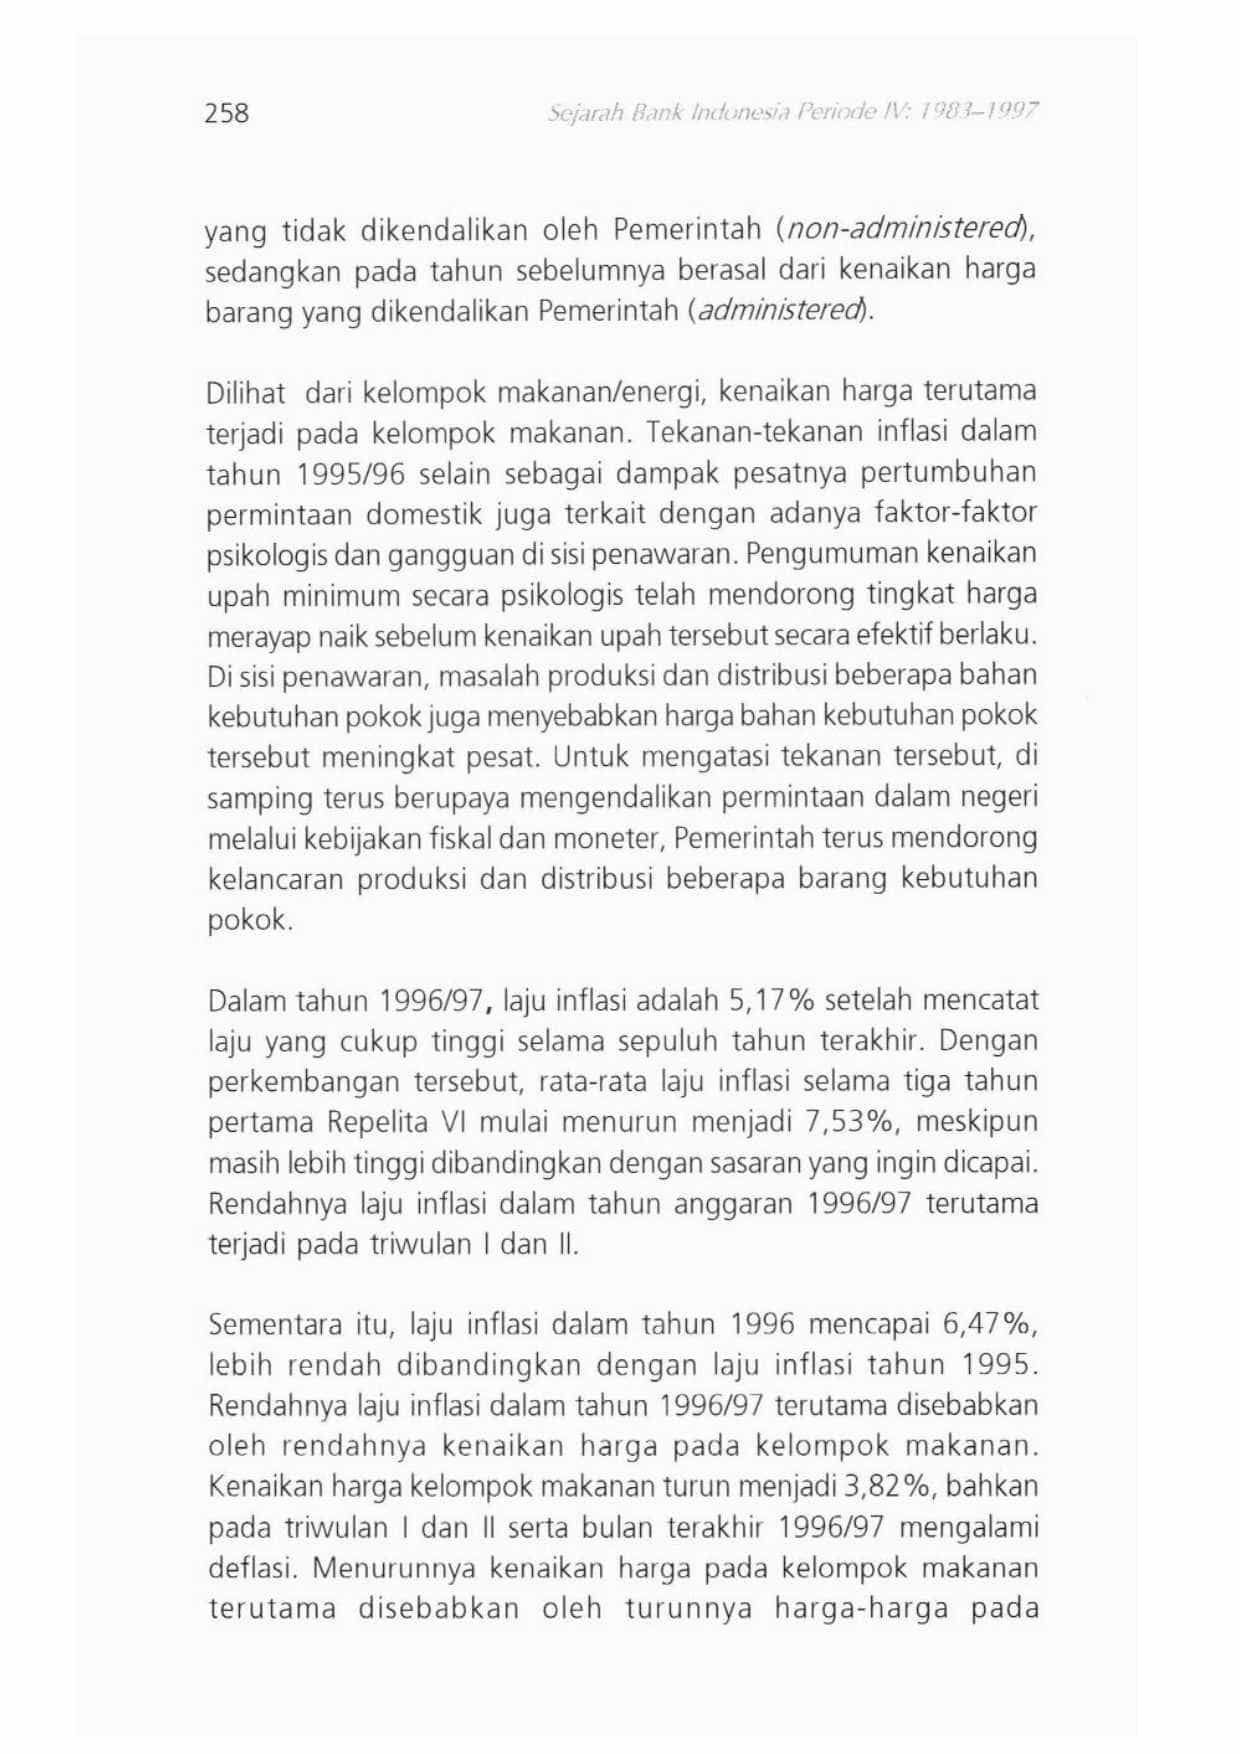 258
Sejarah Bank Indonesia Periode IV: 1983–1997
yang tidak dikendalikan oleh Pemerintah (non-administered),
sedangkan pada tahun sebelumnya berasal dari kenaikan harga
barang yang dikendalikan Pemerintah (administered).
Dilihat dari kelompok makanan/energi, kenaikan harga terutama
terjadi pada kelompok makanan. Tekanan-tekanan inflasi dalam
tahun 1995/96 selain sebagai dampak pesatnya pertumbuhan
permintaan domestik juga terkait dengan adanya faktor-faktor
psikologis dan gangguan di sisi penawaran. Pengumuman kenaikan
upah minimum secara psikologis telah mendorong tingkat harga
merayap naik sebelum kenaikan upah tersebut secara efektif berlaku.
Di sisi penawaran, masalah produksi dan distribusi beberapa bahan
kebutuhan pokok juga menyebabkan harga bahan kebutuhan pokok
tersebut meningkat pesat. Untuk mengatasi tekanan tersebut, di
samping terus berupaya mengendalikan permintaan dalam negeri
melalui kebijakan fiskal dan moneter, Pemerintah terus mendorong
kelancaran produksi dan distribusi beberapa barang kebutuhan
pokok.
Dalam tahun 1996/97, laju inflasi adalah 5,17% setelah mencatat
laju yang cukup tinggi selama sepuluh tahun terakhir. Dengan
perkembangan tersebut, rata-rata laju inflasi selama tiga tahun
pertama Repelita VI mulai menurun menjadi 7,53%, meskipun
masih lebih tinggi dibandingkan dengan sasaran yang ingin dicapai.
Rendahnya laju inflasi dalam tahun anggaran 1996/97 terutama
terjadi pada triwulan I dan II.
Sementara itu, laju inflasi dalam tahun 1996 mencapai 6,47%,
lebih rendah dibandingkan dengan laju inflasi tahun 1995.
Rendahnya laju inflasi dalam tahun 1996/97 terutama disebabkan
oleh rendahnya kenaikan harga pada kelompok makanan.
Kenaikan harga kelompok makanan turun menjadi 3,82%, bahkan
pada triwulan I dan II serta bulan terakhir 1996/97 mengalami
deflasi. Menurunnya kenaikan harga pada kelompok makanan
terutama disebabkan oleh turunnya harga-harga pada